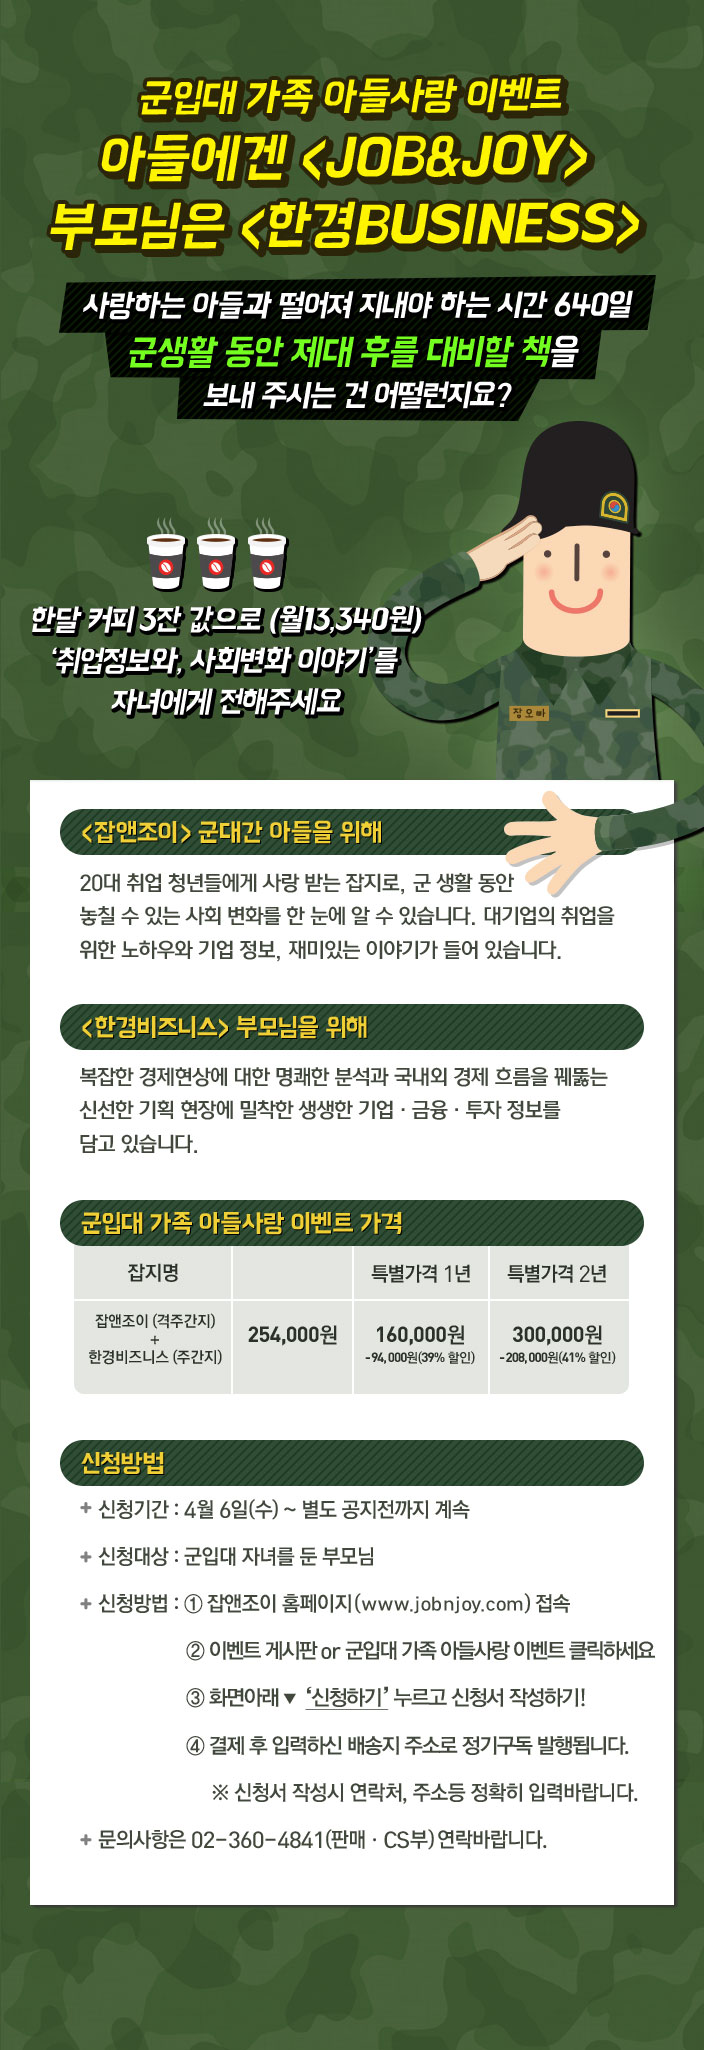 군입대 가족 아들사랑 이벤트
아들에겐 <JOB&JOY>
부모님은 <한경BUSINESS>
사랑하는 아들과 떨어져 지내야 하는 시간 640일
군생활 동안 제대 후를 대비할 책을
보내 주시는 건 어떨런지요?
한달 커피 3잔 값으로 (월13,340원)
‘취업정보와, 사회변화 이야기’를
자녀에게 전해주세요
장오빠
<잡앤조이> 군대간 아들을 위해
20대 취업 청년들에게 사랑 받는 잡지로, 군 생활 동안
놓칠 수 있는 사회 변화를 한 눈에 알 수 있습니다. 대기업의 취업을
위한 노하우와 기업 정보, 재미있는 이야기가 들어 있습니다.
<한경비즈니스> 부모님을 위해
복잡한 경제현상에 대한 명쾌한 분석과 국내외 경제 흐름을 꿰뚫는
신선한 기획 현장에 밀착한 생생한 기업 · 금융 · 투자 정보를
담고 있습니다.
군입대 가족 아들사랑 이벤트 가격
잡지명 특별가격 1년 특별가격 2년
잡앤조이 (격주간지)
+
한경비즈니스 (주간지)
254,000원 160,000원 300,000원
-94,000원(39% 할인) -208,000원(41% 할인)
신청방법
+ 신청기간 : 4월 6일(수) ~ 별도 공지전까지 계속
+ 신청대상 : 군입대 자녀를 둔 부모님
+ 신청방법 : ① 잡앤조이 홈페이지(www.jobnjoy.com) 접속
② 이벤트 게시판 or 군입대 가족 아들사랑 이벤트 클릭하세요
③ 화면아래 ▼ ‘신청하기’ 누르고 신청서 작성하기!
④ 결제 후 입력하신 배송지 주소로 정기구독 발행됩니다.
※ 신청서 작성시 연락처, 주소등 정확히 입력바랍니다.
+ 문의사항은 02-360-4841(판매 · CS부) 연락바랍니다.